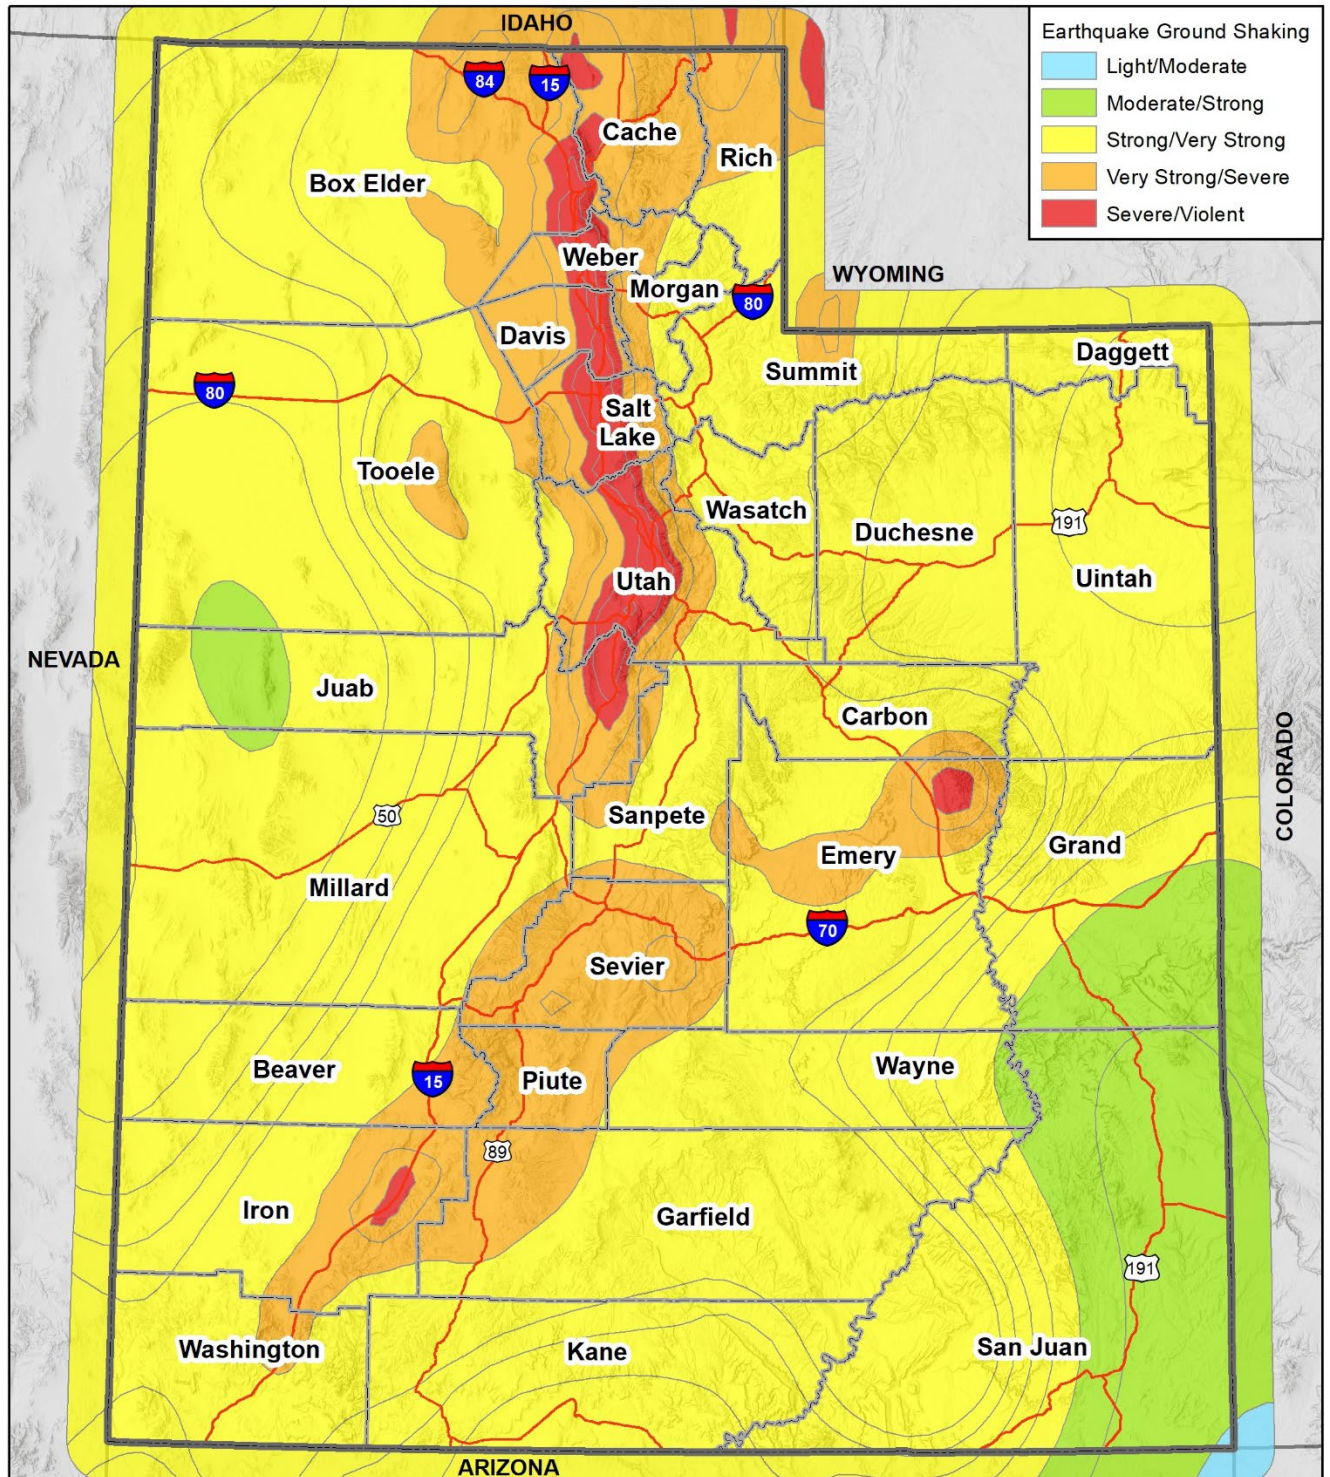 IDAHO
Earthquake Ground Shaking
Light/Moderate
Moderate/Strong
Strong/Very Strong
Very Strong/Severe
Severe/Violent
84
15
Cache
Rich
Box Elder
Weber
Morgan
WYOMING
80
Davis
Daggett
Summit
80
Salt
Lake
Tooele
Wasatch
Duchesne
191
Uintah
Utah
NEVADA
Juab
Carbon
COLORADO
50
Sanpete
Emery
Grand
Millard
70
Sevier
Beaver
15
Piute
Wayne
89
Iron
Garfield
191
Washington
Kane
San Juan
ARIZONA